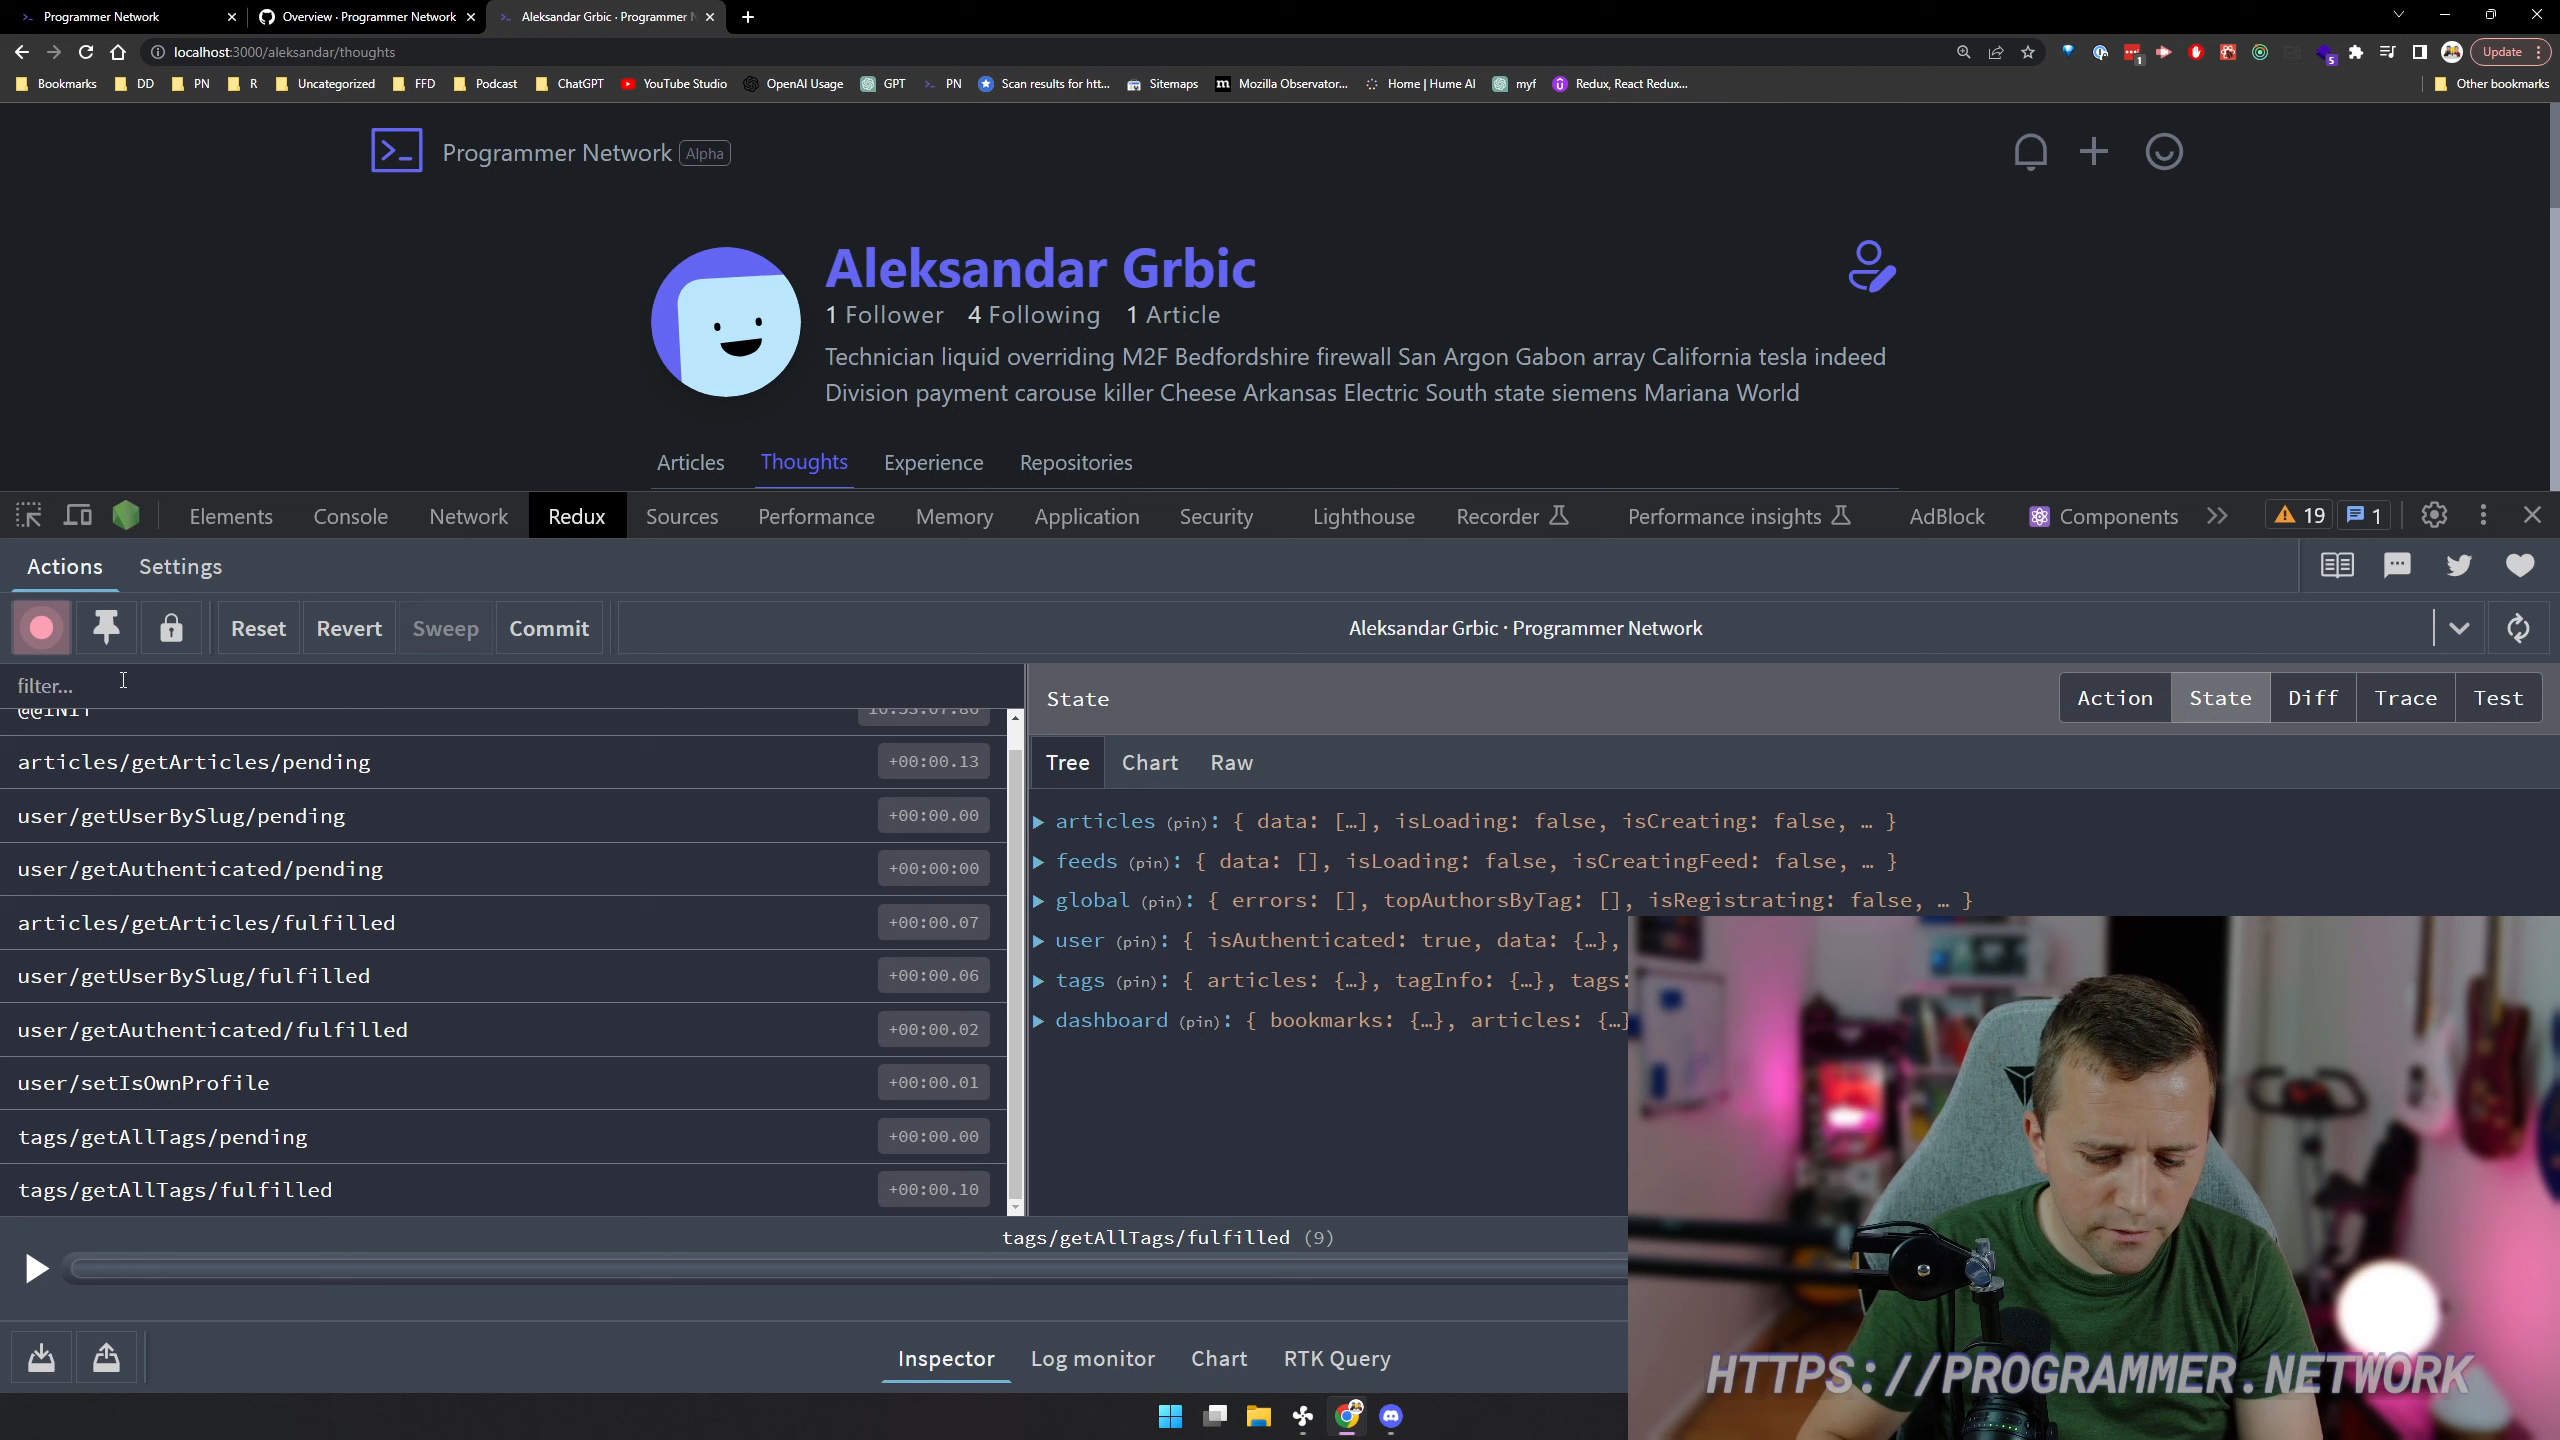 Programmer Network
Overview · Programmer Network
Aleksandar Grbic · Programmer N
localhost:3000/aleksandar/thoughts
1
5
Update
Bookmarks DD PN R Uncategorized FFD Podcast ChatGPT YouTube Studio OpenAI Usage GPT PN Scan results for htt... Sitemaps Mozilla Observator... Home | Hume AI myf Redux, React Redux... Other bookmarks
Programmer Network Alpha
Aleksandar Grbic
1 Follower 4 Following 1 Article
Technician liquid overriding M2F Bedfordshire firewall San Argon Gabon array California tesla indeed
Division payment carouse killer Cheese Arkansas Electric South state siemens Mariana World
Articles Thoughts Experience Repositories
Elements Console Network Redux Sources Performance Memory Application Security Lighthouse Recorder Performance insights AdBlock Components 19 1
Actions Settings
Reset Revert Sweep Commit
Aleksandar Grbic · Programmer Network
filter...
@@INIT
articles/getArticles/pending +00:00.13
user/getUserBySlug/pending +00:00.00
user/getAuthenticated/pending +00:00:00
articles/getArticles/fulfilled +00:00.07
user/getUserBySlug/fulfilled +00:00.06
user/getAuthenticated/fulfilled +00:00.02
user/setIsOwnProfile +00:00.01
tags/getAllTags/pending +00:00.00
tags/getAllTags/fulfilled +00:00.10
State
Action State Diff Trace Test
Tree Chart Raw
articles (pin): { data: […], isLoading: false, isCreating: false, … }
feeds (pin): { data: [], isLoading: false, isCreatingFeed: false, … }
global (pin): { errors: [], topAuthorsByTag: [], isRegistrating: false, … }
user (pin): { isAuthenticated: true, data: {…},
tags (pin): { articles: {…}, tagInfo: {…}, tags:
dashboard (pin): { bookmarks: {…}, articles: {…}
tags/getAllTags/fulfilled (9)
Inspector Log monitor Chart RTK Query
HTTPS://PROGRAMMER.NETWORK